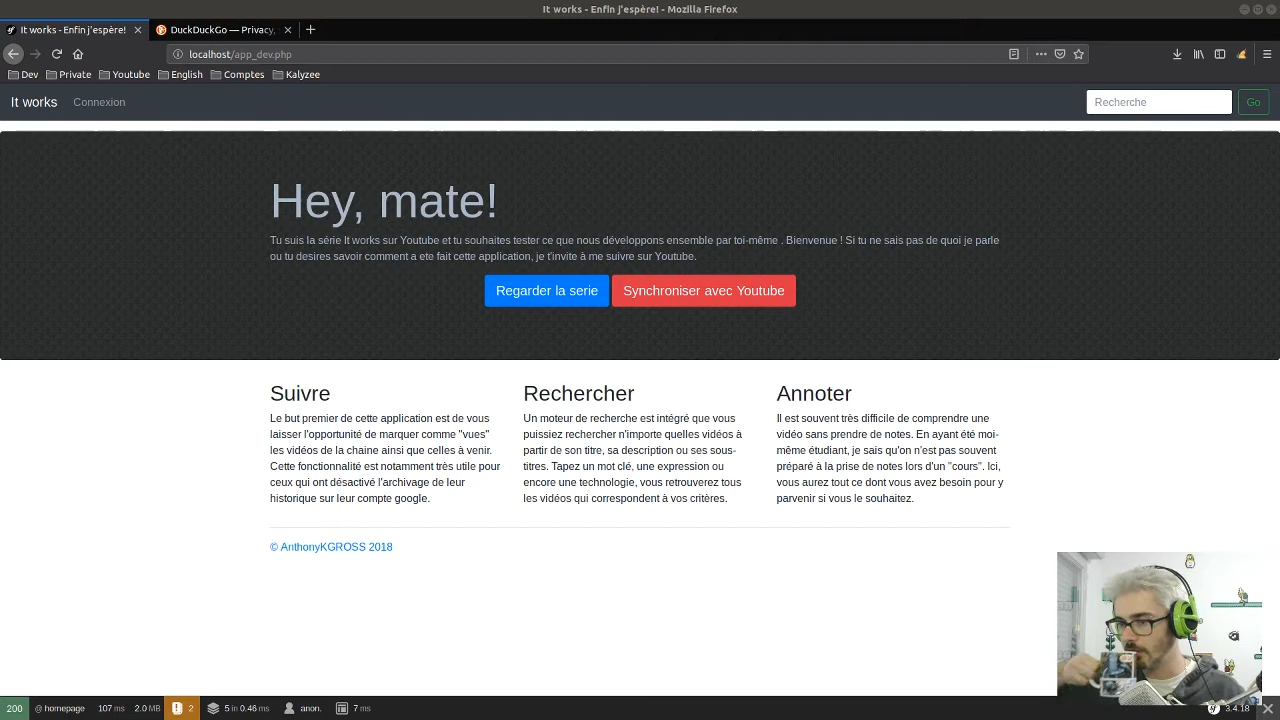 It works - Enfin j'espère! - Mozilla Firefox
It works - Enfin j'espère!
DuckDuckGo — Privacy,
localhost/app_dev.php
Dev Private Youtube English Comptes Kalyzee
It works Connexion Recherche Go
Hey, mate!
Tu suis la série It works sur Youtube et tu souhaites tester ce que nous développons ensemble par toi-même . Bienvenue ! Si tu ne sais pas de quoi je parle
ou tu desires savoir comment a ete fait cette application, je t'invite à me suivre sur Youtube.
Regarder la serie Synchroniser avec Youtube
Suivre
Le but premier de cette application est de vous
laisser l'opportunité de marquer comme "vues"
les vidéos de la chaine ainsi que celles à venir.
Cette fonctionnalité est notamment très utile pour
ceux qui ont désactivé l'archivage de leur
historique sur leur compte google.
Rechercher
Un moteur de recherche est intégré que vous
puissiez rechercher n'importe quelles vidéos à
partir de son titre, sa description ou ses sous-
titres. Tapez un mot clé, une expression ou
encore une technologie, vous retrouverez tous
les vidéos qui correspondent à vos critères.
Annoter
Il est souvent très difficile de comprendre une
vidéo sans prendre de notes. En ayant été moi-
même étudiant, je sais qu'on n'est pas souvent
préparé à la prise de notes lors d'un "cours". Ici,
vous aurez tout ce dont vous avez besoin pour y
parvenir si vous le souhaitez.
© AnthonyKGROSS 2018
200 @ homepage 107 ms 2.0 MB 2 5 in 0.46 ms anon. 7 ms 3.4.18